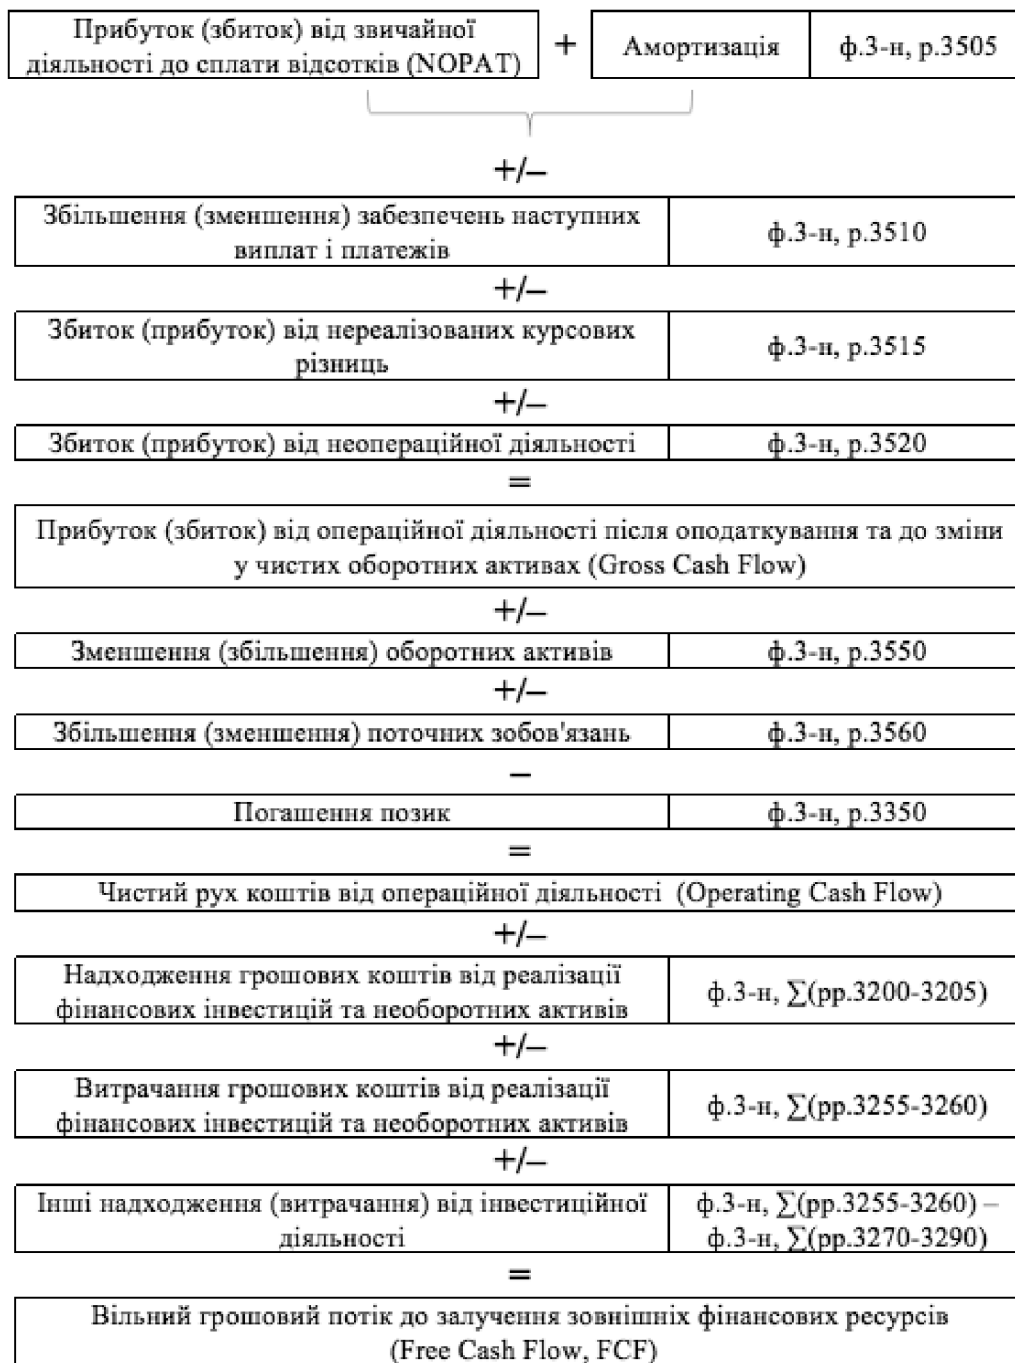 Прибуток (збиток) від звичайної
діяльності до сплати відсотків (NOPAT)
+
Амортизація
ф.3-н, р.3505
+/–
Збільшення (зменшення) забезпечень наступних
виплат і платежів
ф.3-н, р.3510
+/–
Збиток (прибуток) від нереалізованих курсових
різниць
ф.3-н, р.3515
+/–
Збиток (прибуток) від неопераційної діяльності
ф.3-н, р.3520
=
Прибуток (збиток) від операційної діяльності після оподаткування та до зміни
у чистих оборотних активах (Gross Cash Flow)
+/–
Зменшення (збільшення) оборотних активів
ф.3-н, р.3550
+/–
Збільшення (зменшення) поточних зобов'язань
ф.3-н, р.3560
–
Погашення позик
ф.3-н, р.3350
=
Чистий рух коштів від операційної діяльності (Operating Cash Flow)
+/–
Надходження грошових коштів від реалізації
фінансових інвестицій та необоротних активів
ф.3-н, ∑(рр.3200-3205)
+/–
Витрачання грошових коштів від реалізації
фінансових інвестицій та необоротних активів
ф.3-н, ∑(рр.3255-3260)
+/–
Інші надходження (витрачання) від інвестиційної
діяльності
ф.3-н, ∑(рр.3255-3260) –
ф.3-н, ∑(рр.3270-3290)
=
Вільний грошовий потік до залучення зовнішніх фінансових ресурсів
(Free Cash Flow, FCF)